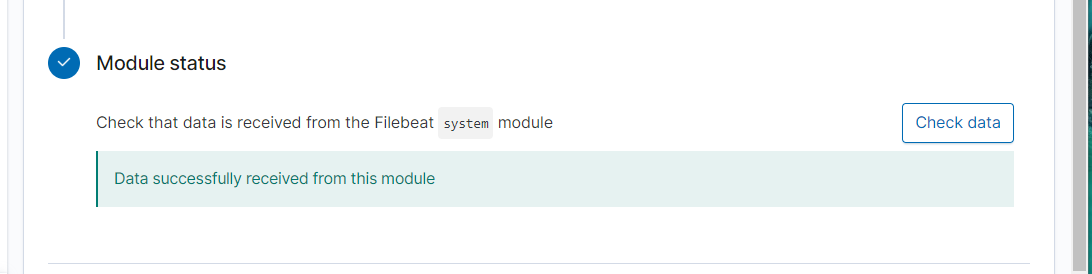 Module status
Check that data is received from the Filebeat system module
Check data
Data successfully received from this module